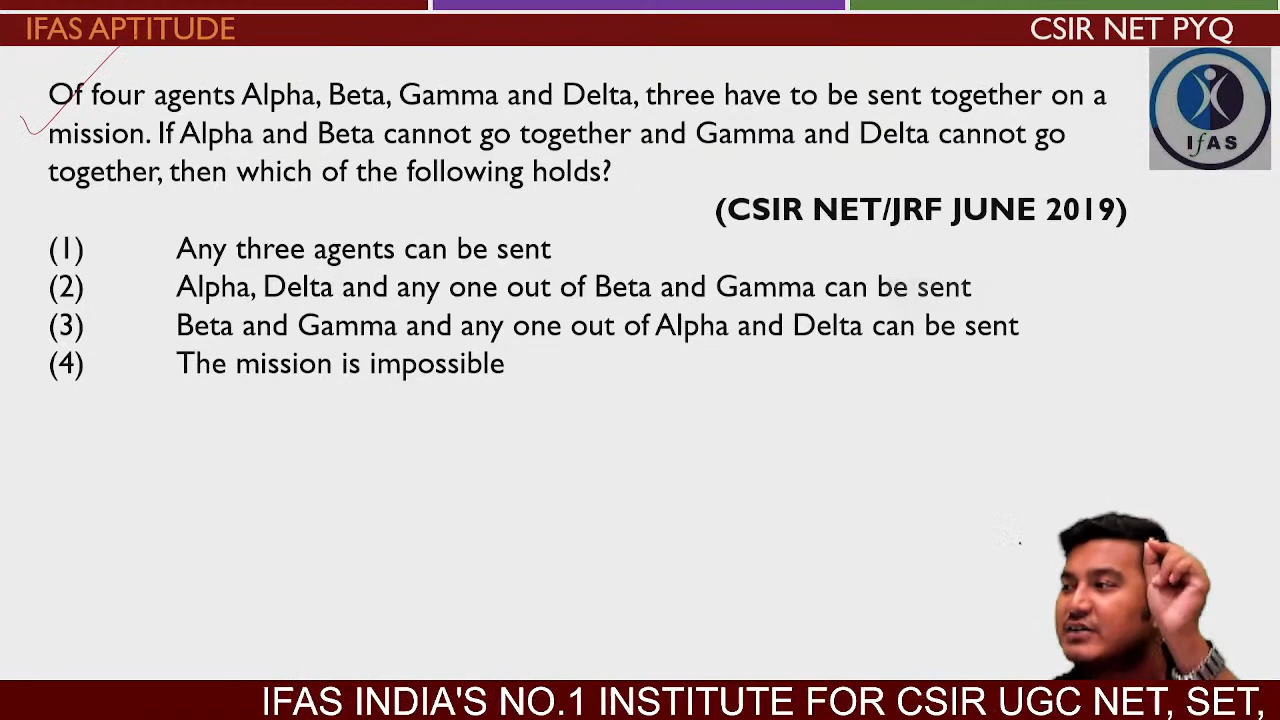 IFAS APTITUDE
CSIR NET PYQ
Of four agents Alpha, Beta, Gamma and Delta, three have to be sent together on a
mission. If Alpha and Beta cannot go together and Gamma and Delta cannot go
together, then which of the following holds?
(CSIR NET/JRF JUNE 2019)
(1) Any three agents can be sent
(2) Alpha, Delta and any one out of Beta and Gamma can be sent
(3) Beta and Gamma and any one out of Alpha and Delta can be sent
(4) The mission is impossible
IfAS
IFAS INDIA'S NO.1 INSTITUTE FOR CSIR UGC NET, SET,